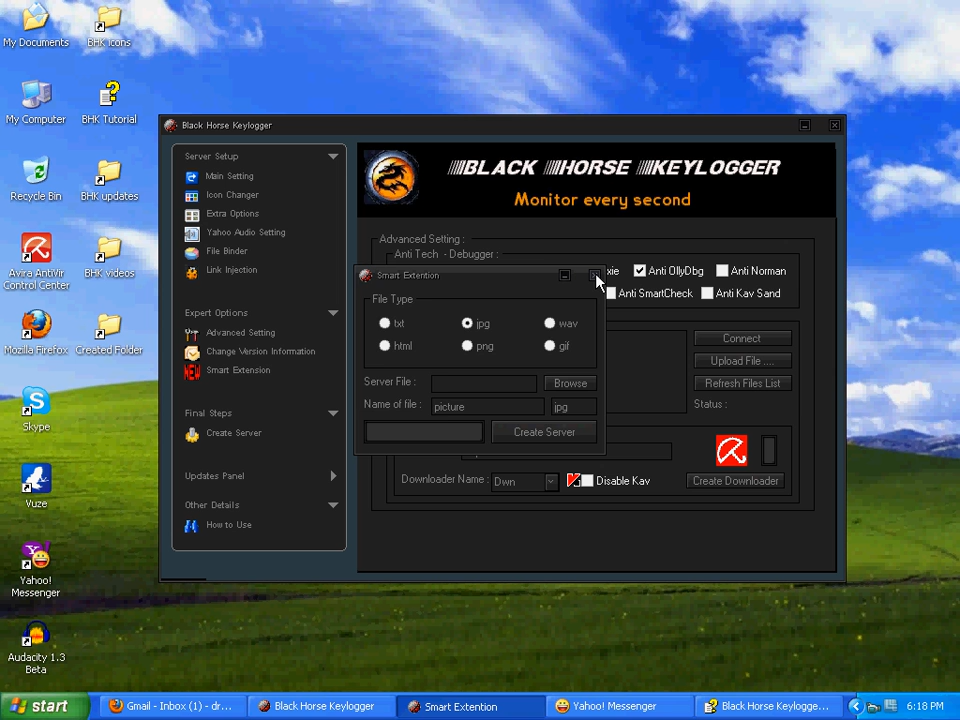 My Documents
BHK icons
My Computer
BHK Tutorial
Recycle Bin
BHK updates
Avira AntiVir
Control Center
BHK videos
Mozilla Firefox
Created Folder
Skype
Vuze
Yahoo!
Messenger
Audacity 1.3
Beta
Black Horse Keylogger
Server Setup
Main Setting
Icon Changer
Extra Options
Yahoo Audio Setting
File Binder
Link Injection
Expert Options
Advanced Setting
Change Version Information
Smart Extension
Final Steps
Create Server
Updates Panel
Other Details
How to Use
BLACK HORSE KEYLOGGER
Monitor every second
Advanced Setting :
Anti Tech - Debugger :
xie
Anti OllyDbg
Anti Norman
Anti SmartCheck
Anti Kav Sand
Connect
Upload File ....
Refresh Files List
Status :
Downloader Name :
Dwn
Disable Kav
Create Downloader
Smart Extention
File Type
txt
jpg
wav
html
png
gif
Server File :
Browse
Name of file :
picture
jpg
Create Server
start
Gmail - Inbox (1) - dr...
Black Horse Keylogger
Smart Extention
Yahoo! Messenger
Black Horse Keylogge...
6:18 PM